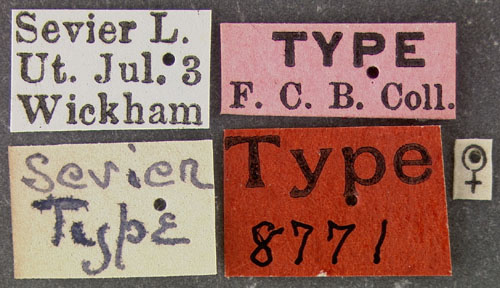 Sevier L.
Ut. Jul. 3
Wickham
TYPE
F. C. B. Coll.
Sevier
Type
Type
8771
♀